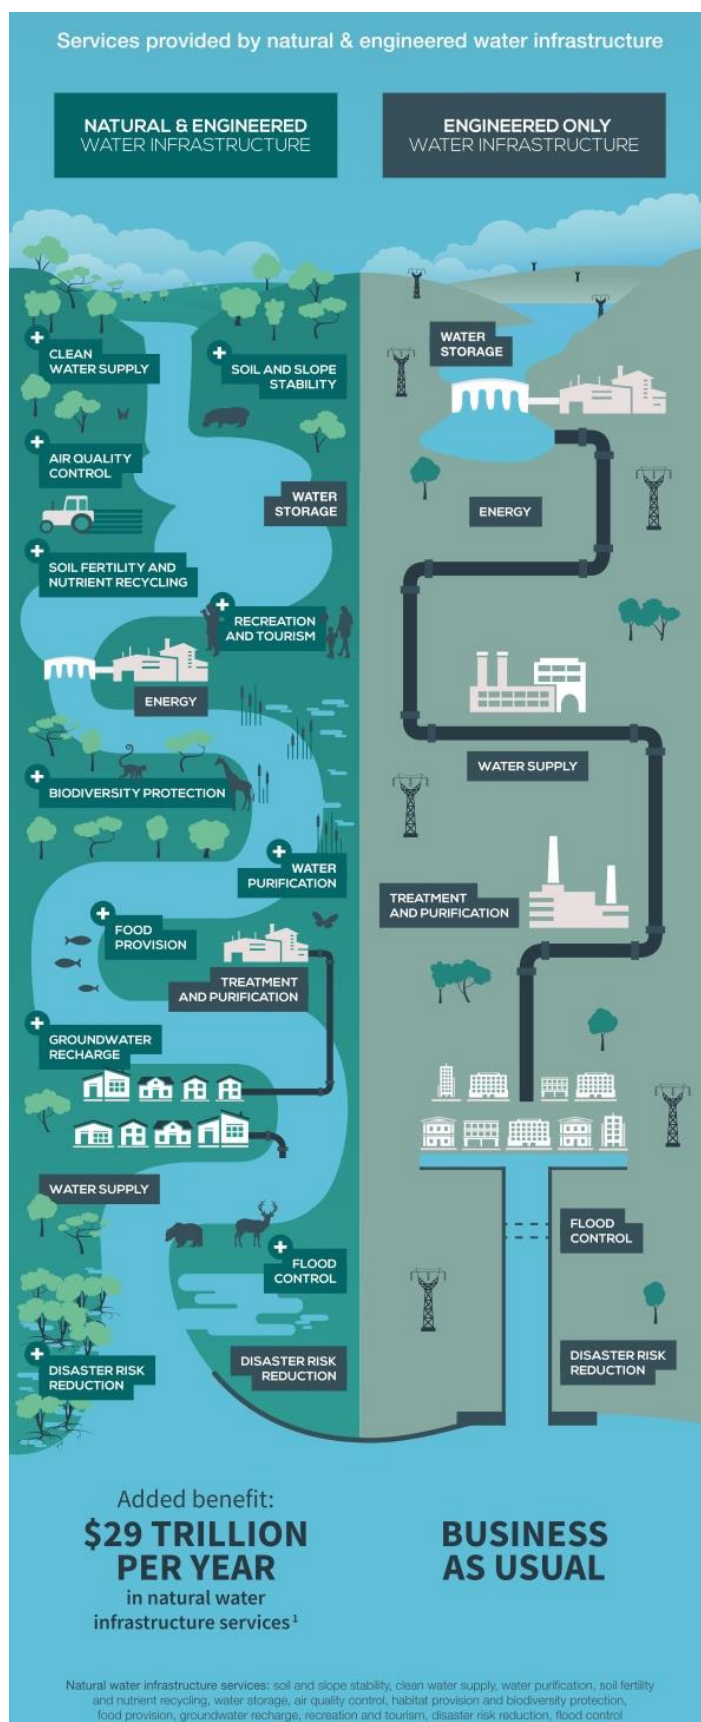 Services provided by natural & engineered water infrastructure
NATURAL & ENGINEERED
WATER INFRASTRUCTURE
CLEAN
WATER SUPPLY
SOIL AND SLOPE
STABILITY
AIR QUALITY
CONTROL
WATER
STORAGE
SOIL FERTILITY AND
NUTRIENT RECYCLING
RECREATION
AND TOURISM
ENERGY
BIODIVERSITY PROTECTION
WATER
PURIFICATION
FOOD
PROVISION
TREATMENT
AND PURIFICATION
GROUNDWATER
RECHARGE
WATER SUPPLY
FLOOD
CONTROL
DISASTER RISK
REDUCTION
DISASTER RISK
REDUCTION
Added benefit:
$29 TRILLION
PER YEAR
in natural water
infrastructure services¹
ENGINEERED ONLY
WATER INFRASTRUCTURE
WATER
STORAGE
ENERGY
WATER SUPPLY
TREATMENT
AND PURIFICATION
FLOOD
CONTROL
DISASTER RISK
REDUCTION
BUSINESS
AS USUAL
Natural water infrastructure services: soil and slope stability, clean water supply, water purification, soil fertility
and nutrient recycling, water storage, air quality control, habitat provision and biodiversity protection,
food provision, groundwater recharge, recreation and tourism, disaster risk reduction, flood control